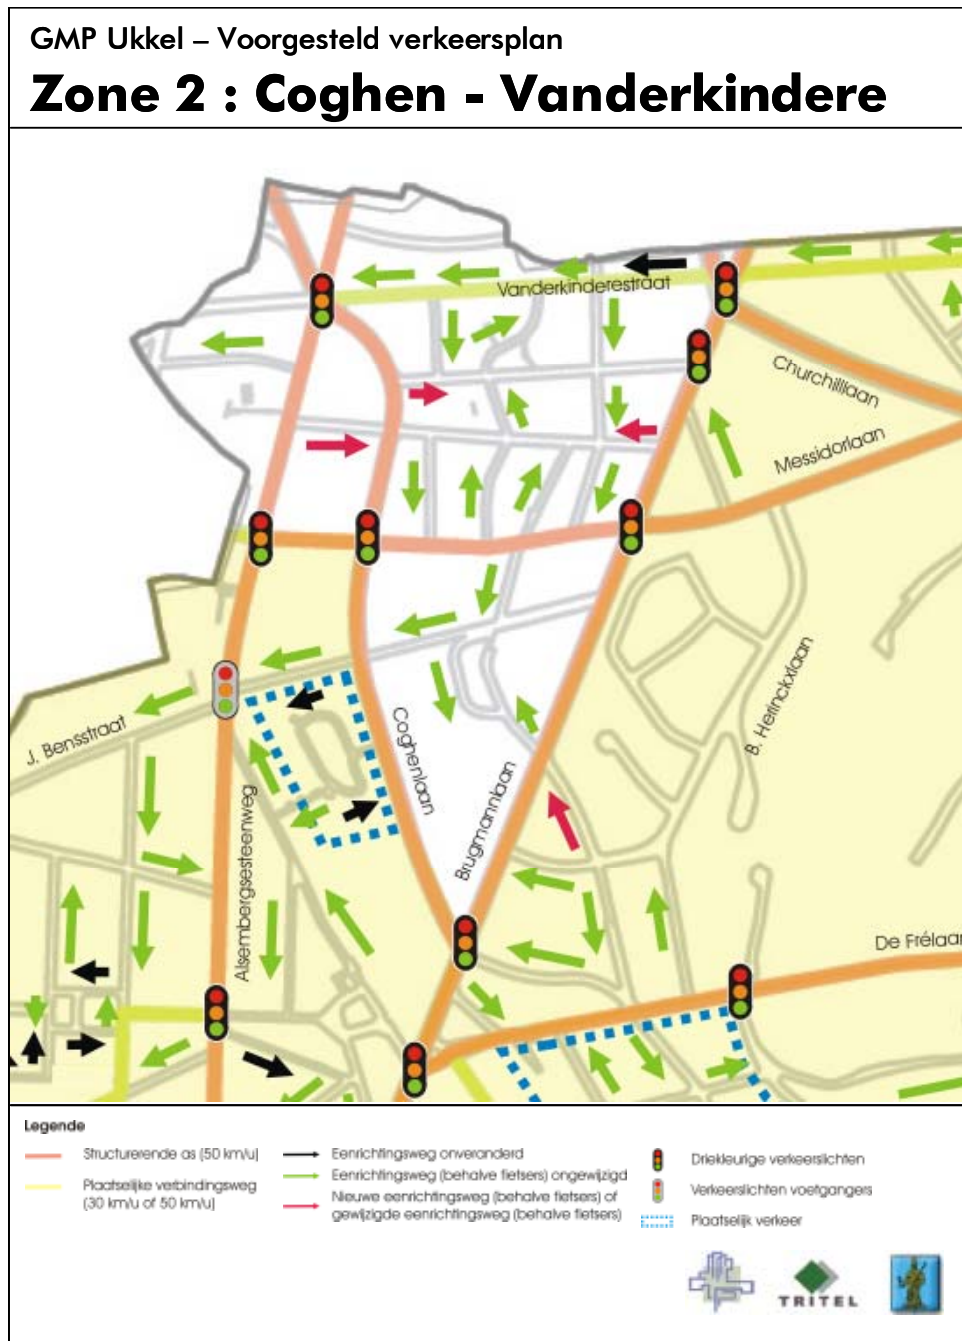 GMP Ukkel – Voorgesteld verkeersplan
Zone 2 : Coghen - Vanderkindere
Vanderkinderestraat
Churchilllaan
Messidorlaan
B. Herinckxlaan
J. Bensstraat
Coghenlaan
Brugmannlaan
Alsembergsesteenweg
De Frélaan
Legende
Structurerende as (50 km/u)
Plaatselijke verbindingsweg
(30 km/u of 50 km/u)
Eenrichtingsweg onveranderd
Eenrichtingsweg (behalve fietsers) ongewijzigd
Nieuwe eenrichtingsweg (behalve fietsers) of
gewijzigde eenrichtingsweg (behalve fietsers)
Driekleurige verkeerslichten
Verkeerslichten voetgangers
Plaatselijk verkeer
TRITEL